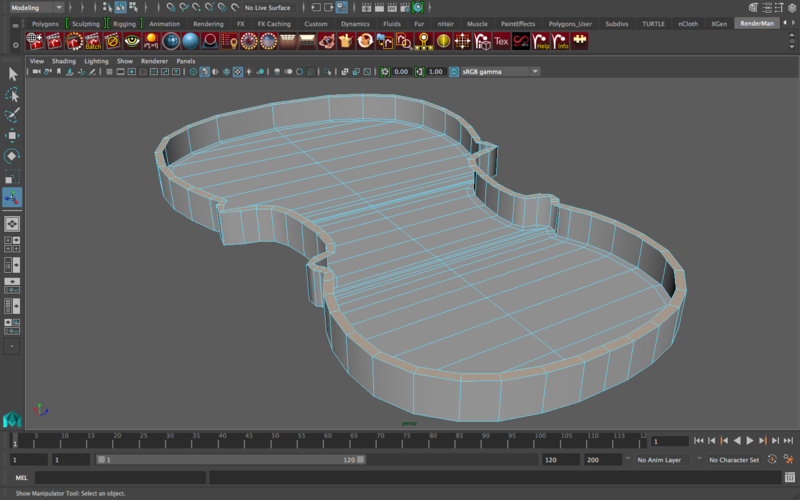 Modeling No Live Surface
Polygons Sculpting Rigging Animation Rendering FX FX Caching Custom Dynamics Fluids Fur nHair Muscle PaintEffects Polygons_User Subdivs TURTLE nCloth XGen RenderMan
Batch Tex Help Info
View Shading Lighting Show Renderer Panels
0.00 1.00 sRGB gamma
persp
1 5 10 15 20 25 30 35 40 45 50 55 60 65 70 75 80 85 90 95 100 105 110 115 12 1
1 1 1 120 120 200 No Anim Layer No Character Set
MEL
Show Manipulator Tool: Select an object.